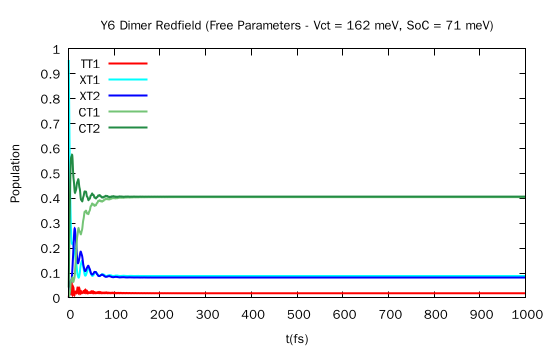 Y6 Dimer Redfield (Free Parameters - Vct = 162 meV, SoC = 71 meV)
1
0.9
0.8
0.7
0.6
0.5
0.4
0.3
0.2
0.1
0
TT1
XT1
XT2
CT1
CT2
Population
0 100 200 300 400 500 600 700 800 900 1000
t(fs)